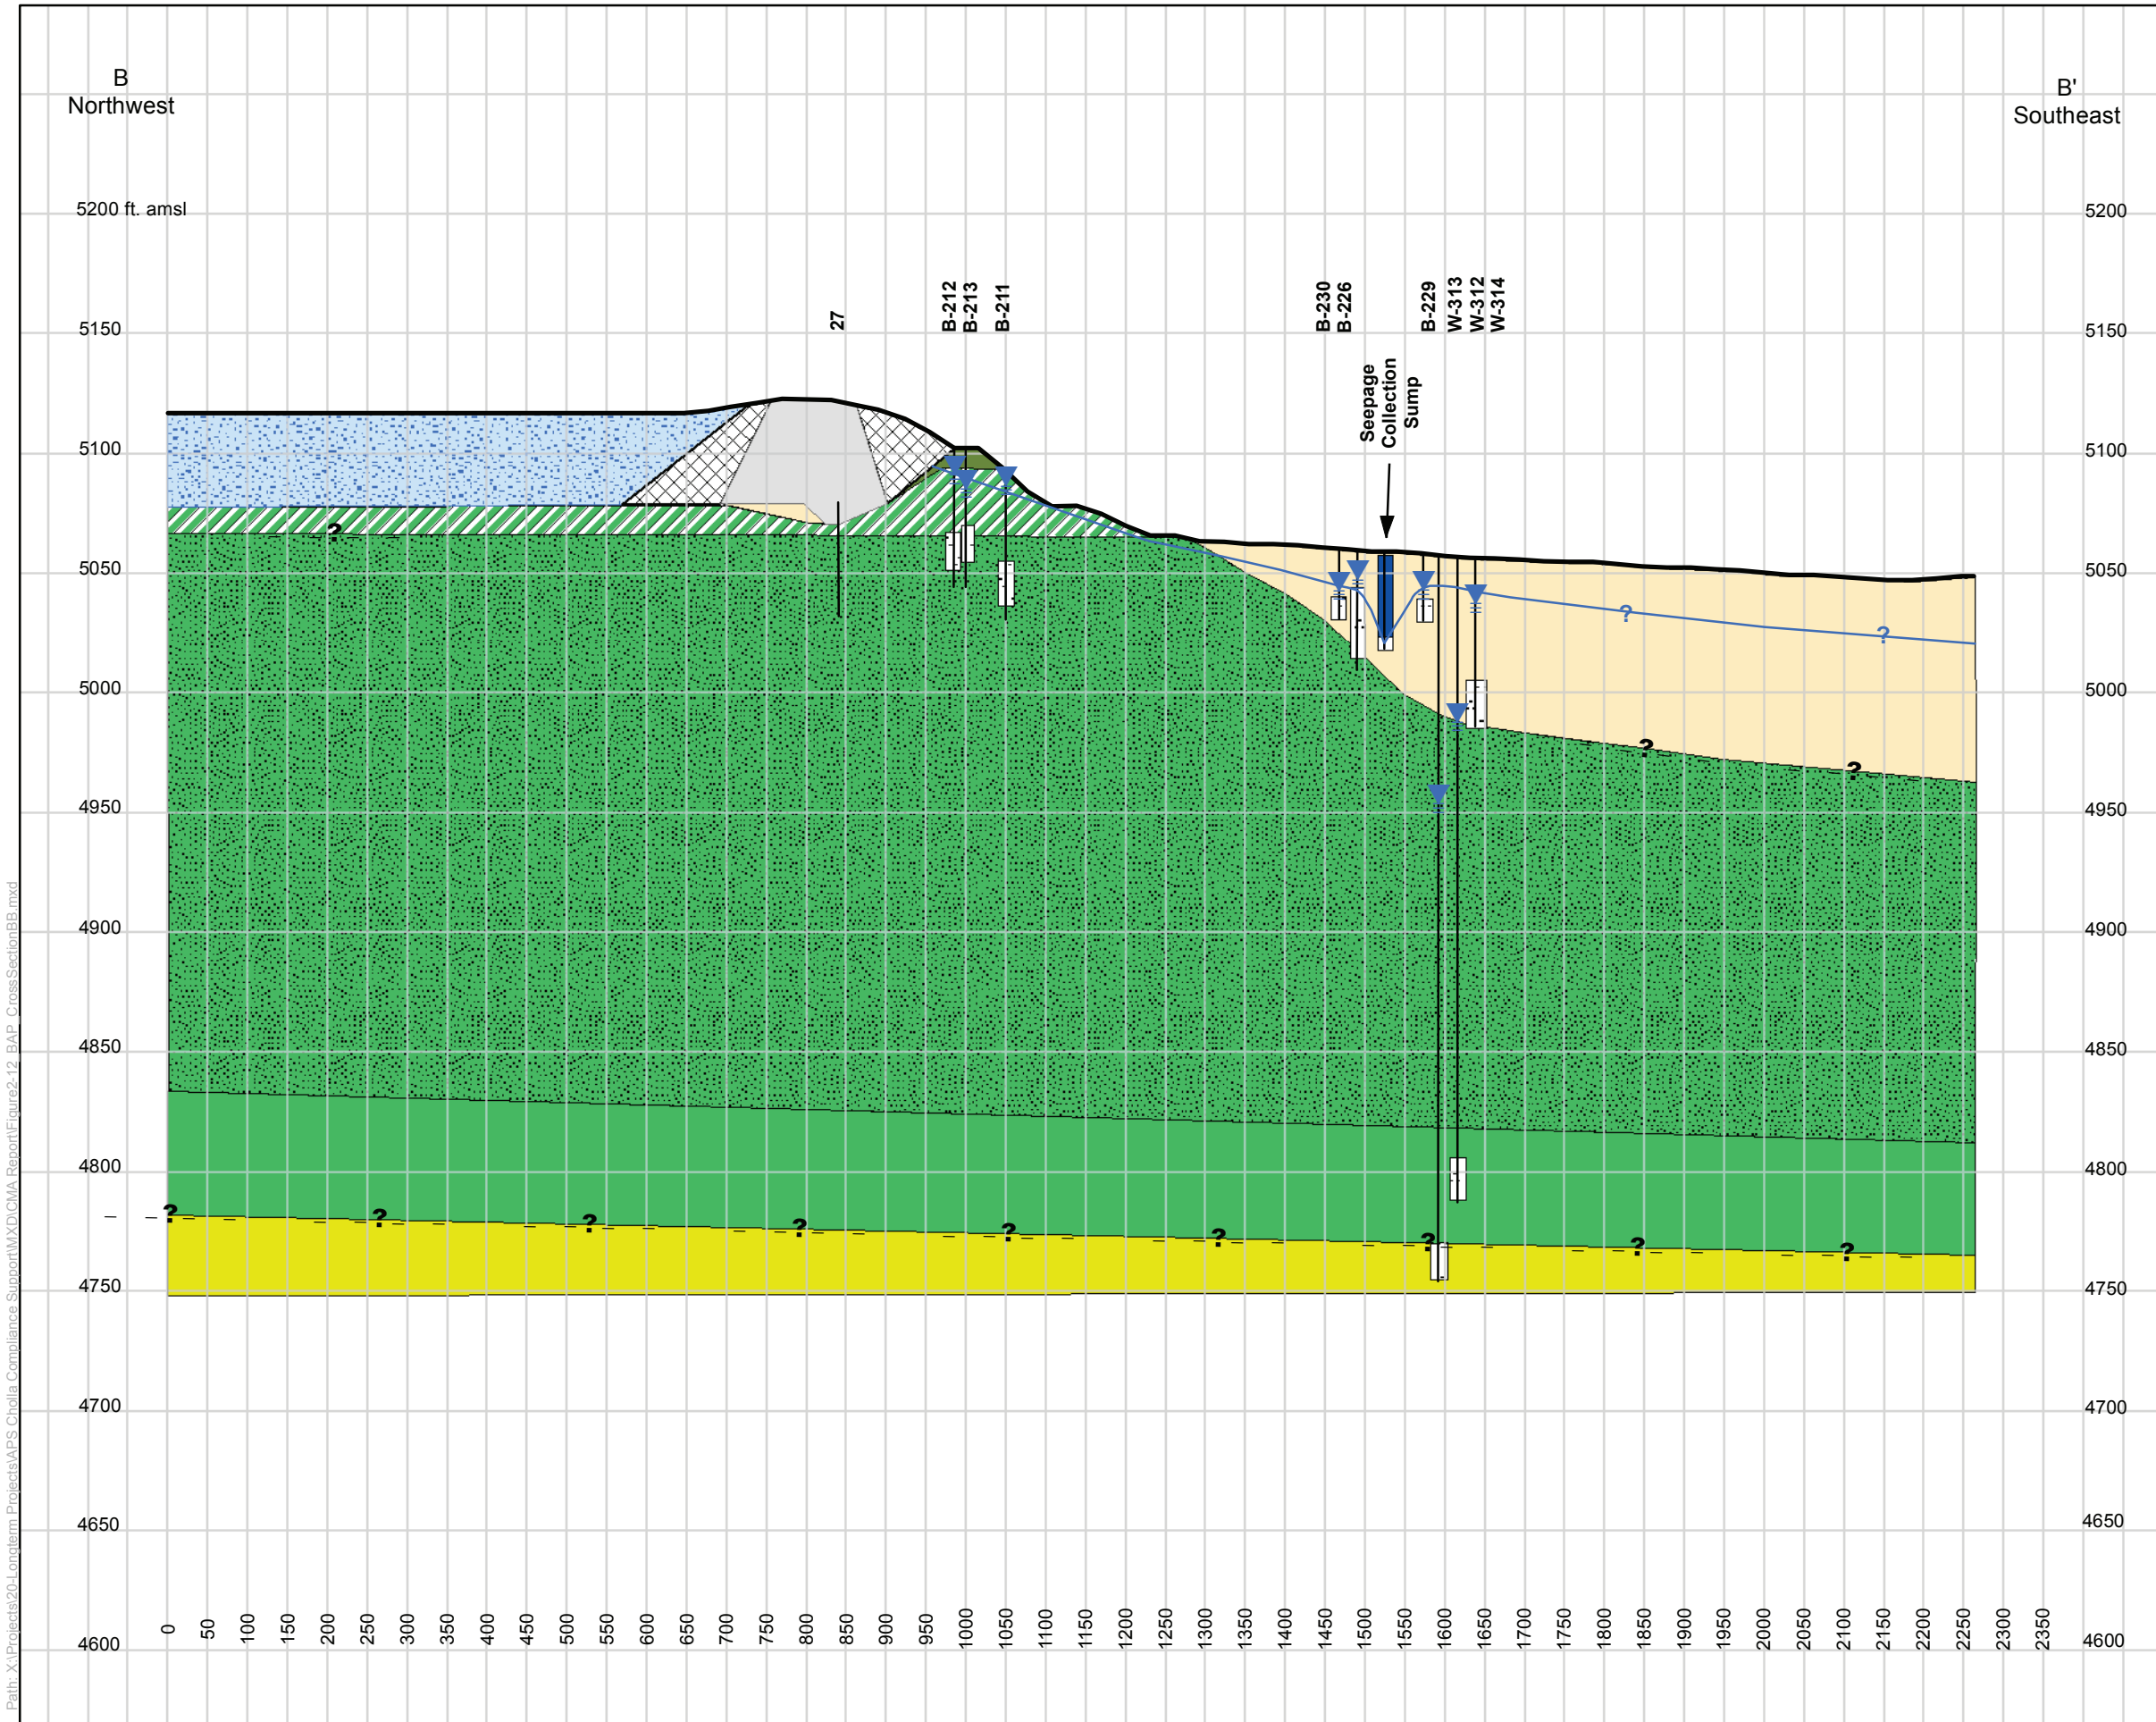 B
Northwest
B'
Southeast
5200 ft. amsl
5200
5150
27
B-212
B-213
B-211
B-230
B-226
B-229
W-313
W-312
W-314
5150
Seepage
Collection
Sump
5100
5100
?
5050
5050
?
?
5000
5000
?
?
4950
4950
4900
4900
4850
4850
4800
4800
? ? ? ? ? ? ? ? ?
4750
4750
4700
4700
4650
4650
4600
0 50 100 150 200 250 300 350 400 450 500 550 600 650 700 750 800 850 900 950 1000 1050 1100 1150 1200 1250 1300 1350 1400 1450 1500 1550 1600 1650 1700 1750 1800 1850 1900 1950 2000 2050 2100 2150 2200 2250 2300 2350
4600
Path: X:\Projects\20-Longterm Projects\APS Cholla Compliance Support\MXD\CMA Report\Figure2-12 BAP_CrossSectionBB.mxd